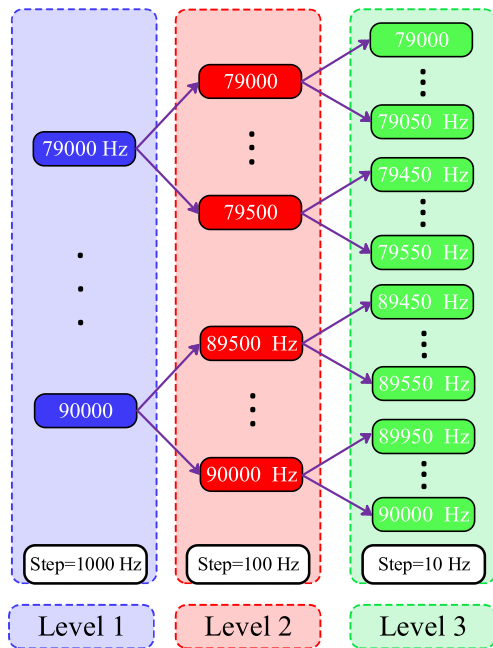 79000 Hz
90000
Step=1000 Hz
Level 1
79000
79500
89500 Hz
90000 Hz
Step=100 Hz
Level 2
79000
79050 Hz
79450 Hz
79550 Hz
89450 Hz
89550 Hz
89950 Hz
90000 Hz
Step=10 Hz
Level 3